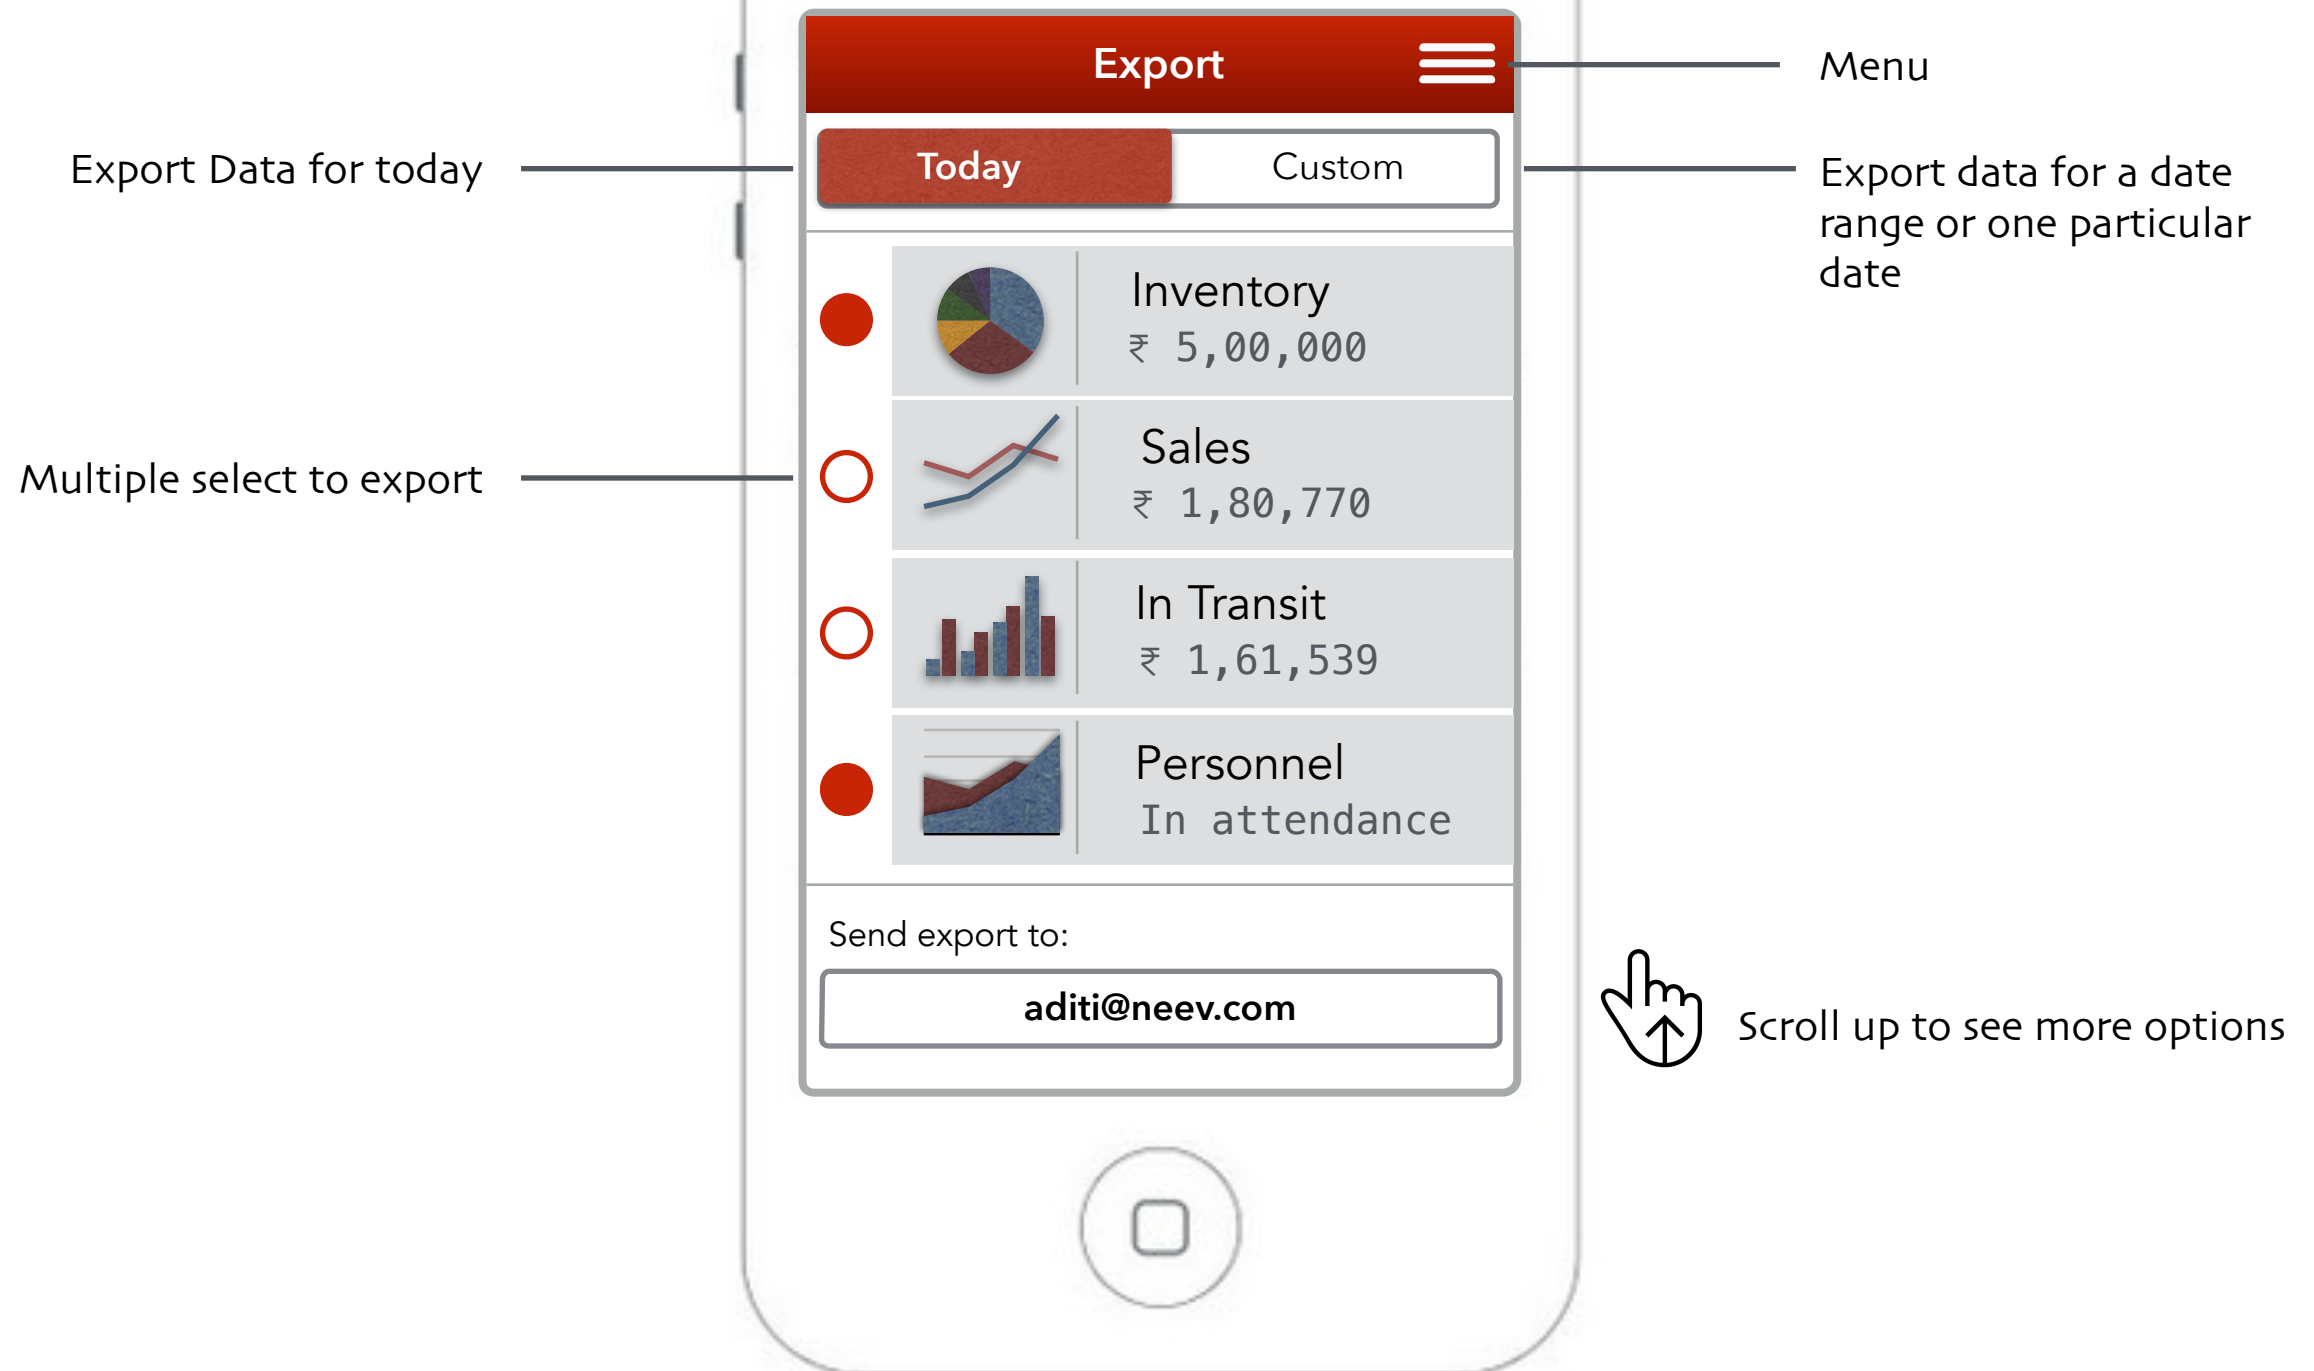 Export
Menu
Export Data for today
Today
Custom
Export data for a date
range or one particular
date
Inventory
₹ 5,00,000
Multiple select to export
Sales
₹ 1,80,770
In Transit
₹ 1,61,539
Personnel
In attendance
Send export to:
aditi@neev.com
Scroll up to see more options